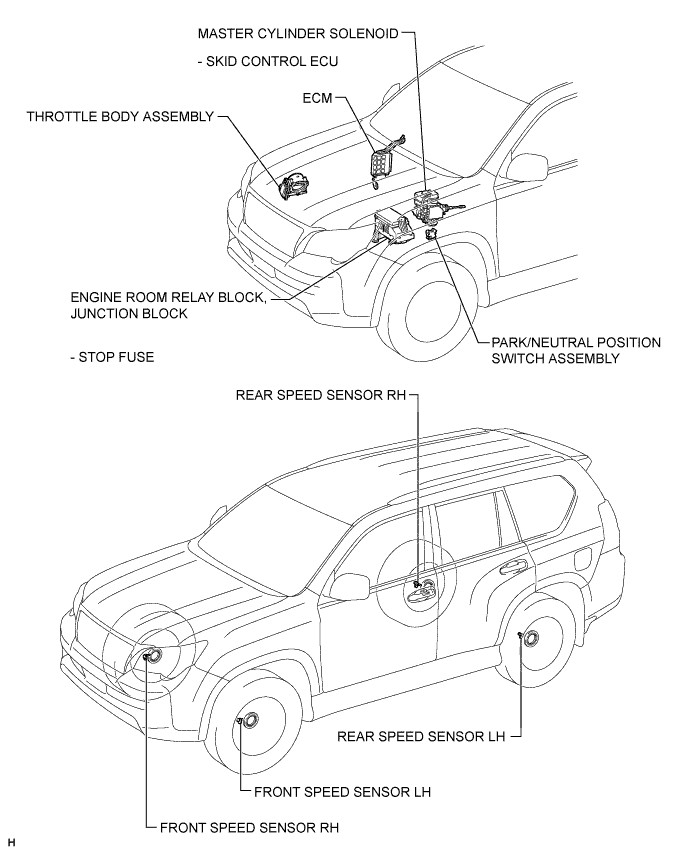 MASTER CYLINDER SOLENOID
- SKID CONTROL ECU
ECM
THROTTLE BODY ASSEMBLY
ENGINE ROOM RELAY BLOCK,
JUNCTION BLOCK
- STOP FUSE
PARK/NEUTRAL POSITION
SWITCH ASSEMBLY
REAR SPEED SENSOR RH
REAR SPEED SENSOR LH
FRONT SPEED SENSOR LH
FRONT SPEED SENSOR RH
H